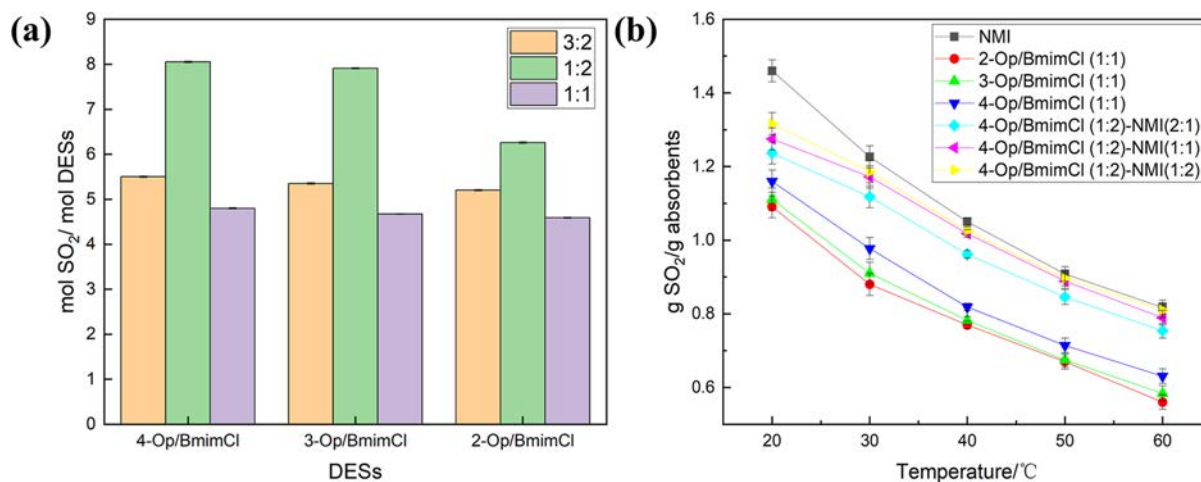 (a)
9
8
7
6
5
4
3
2
1
0
mol SO₂/ mol DESs
3:2
1:2
1:1
4-Op/BmimCl 3-Op/BmimCl 2-Op/BmimCl
DESs
(b)
1.6
1.4
1.2
1.0
0.8
0.6
g SO₂/g absorbents
NMI
2-Op/BmimCl (1:1)
3-Op/BmimCl (1:1)
4-Op/BmimCl (1:1)
4-Op/BmimCl (1:2)-NMI(2:1)
4-Op/BmimCl (1:2)-NMI(1:1)
4-Op/BmimCl (1:2)-NMI(1:2)
20 30 40 50 60
Temperature/℃